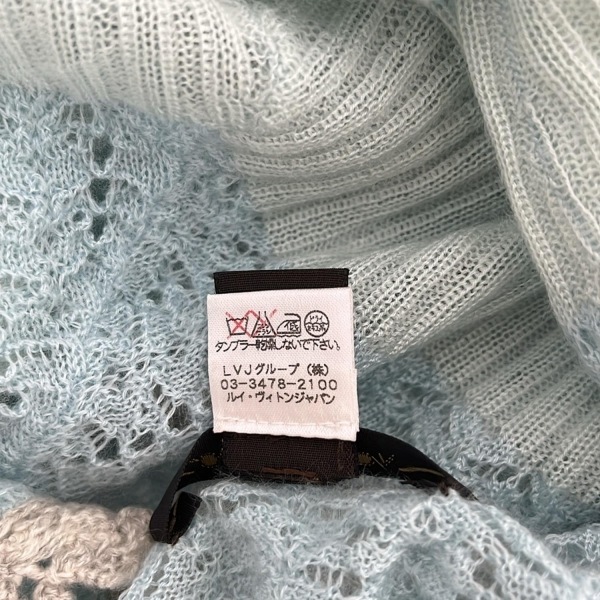 タンブラー乾燥しないで下さい。
LVJグループ(株)
03-3478-2100
ルイ・ヴィトンジャパン